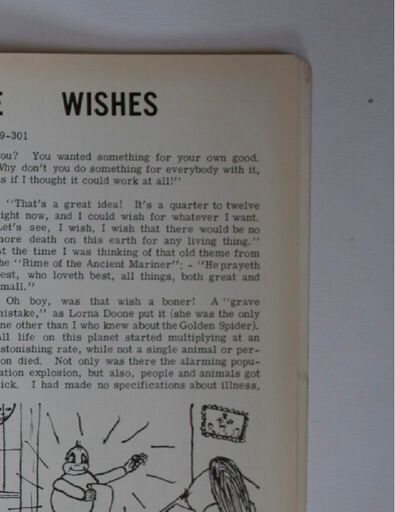 E WISHES
9-301
ou? You wanted something for your own good.
Why don't you do something for everybody with it,
s if I thought it could work at all!"
"That's a great idea! It's a quarter to twelve
ight now, and I could wish for whatever I want.
Let's see, I wish, I wish that there would be no
more death on this earth for any living thing."
At the time I was thinking of that old theme from
he "Rime of the Ancient Mariner"; - "He prayeth
est, who loveth best, all things, both great and
mall."
Oh boy, was that wish a boner! A "grave
mistake," as Lorna Doone put it (she was the only
ne other than I who knew about the Golden Spider).
All life on this planet started multiplying at an
stonishing rate, while not a single animal or per-
on died. Not only was there the alarming popu-
ation explosion, but also, people and animals got
ick. I had made no specifications about illness,